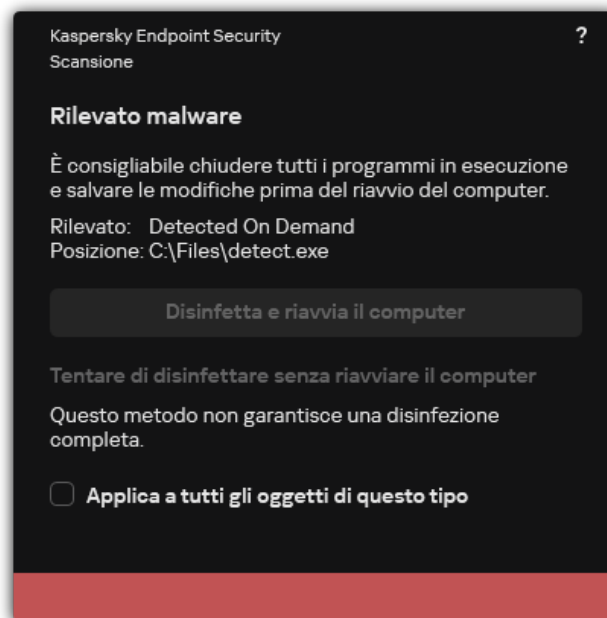 Kaspersky Endpoint Security
?
Scansione
Rilevato malware
È consigliabile chiudere tutti i programmi in esecuzione
e salvare le modifiche prima del riavvio del computer.
Rilevato: Detected On Demand
Posizione: C:\Files\detect.exe
Disinfetta e riavvia il computer
Tentare di disinfettare senza riavviare il computer
Questo metodo non garantisce una disinfezione
completa.
Applica a tutti gli oggetti di questo tipo